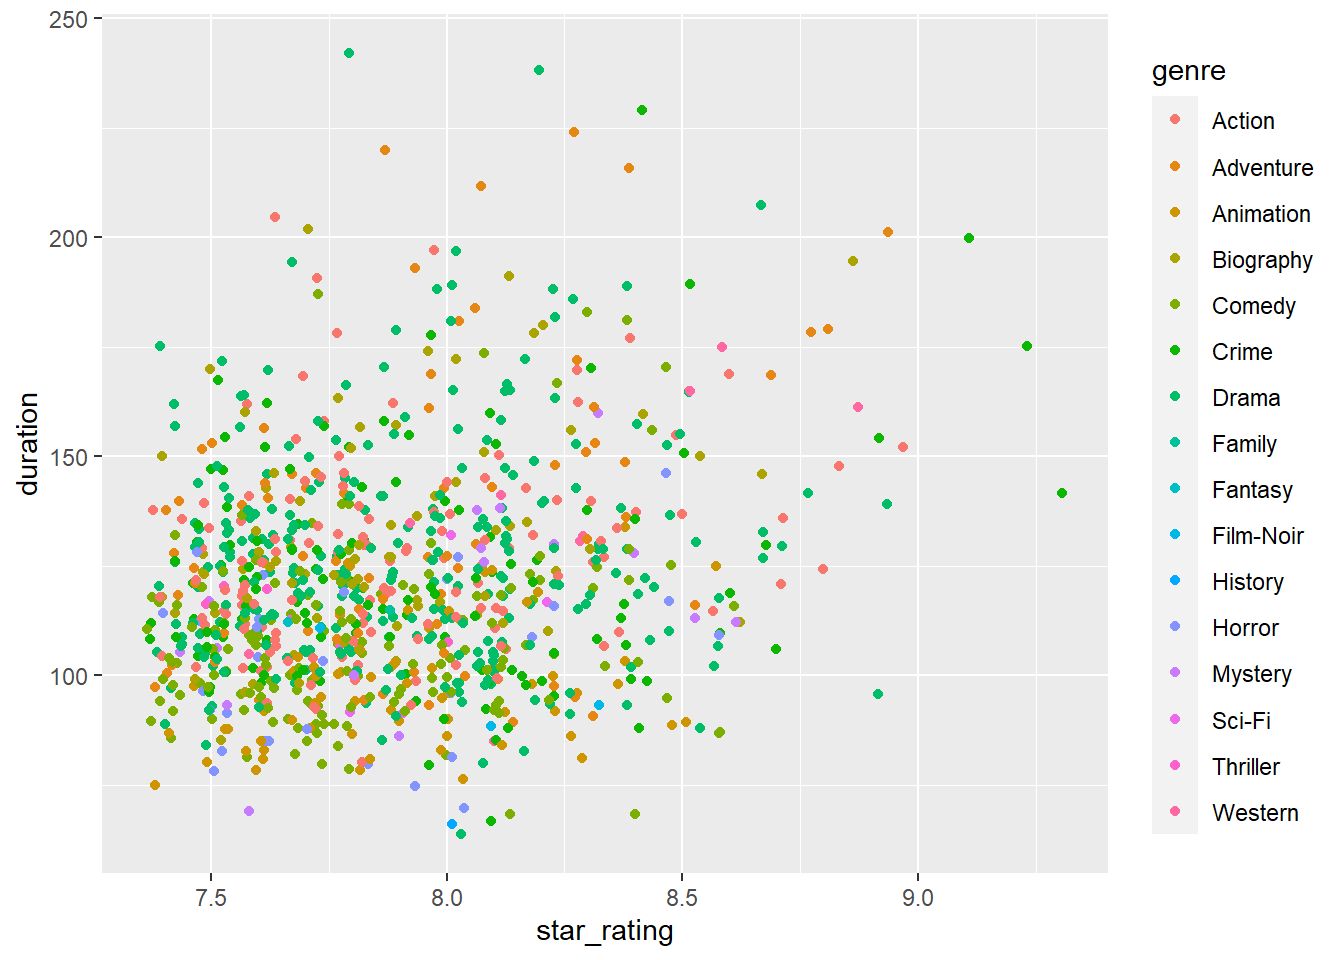 250
200
150
100
7.5
8.0
8.5
9.0
duration
star_rating
genre
Action
Adventure
Animation
Biography
Comedy
Crime
Drama
Family
Fantasy
Film-Noir
History
Horror
Mystery
Sci-Fi
Thriller
Western